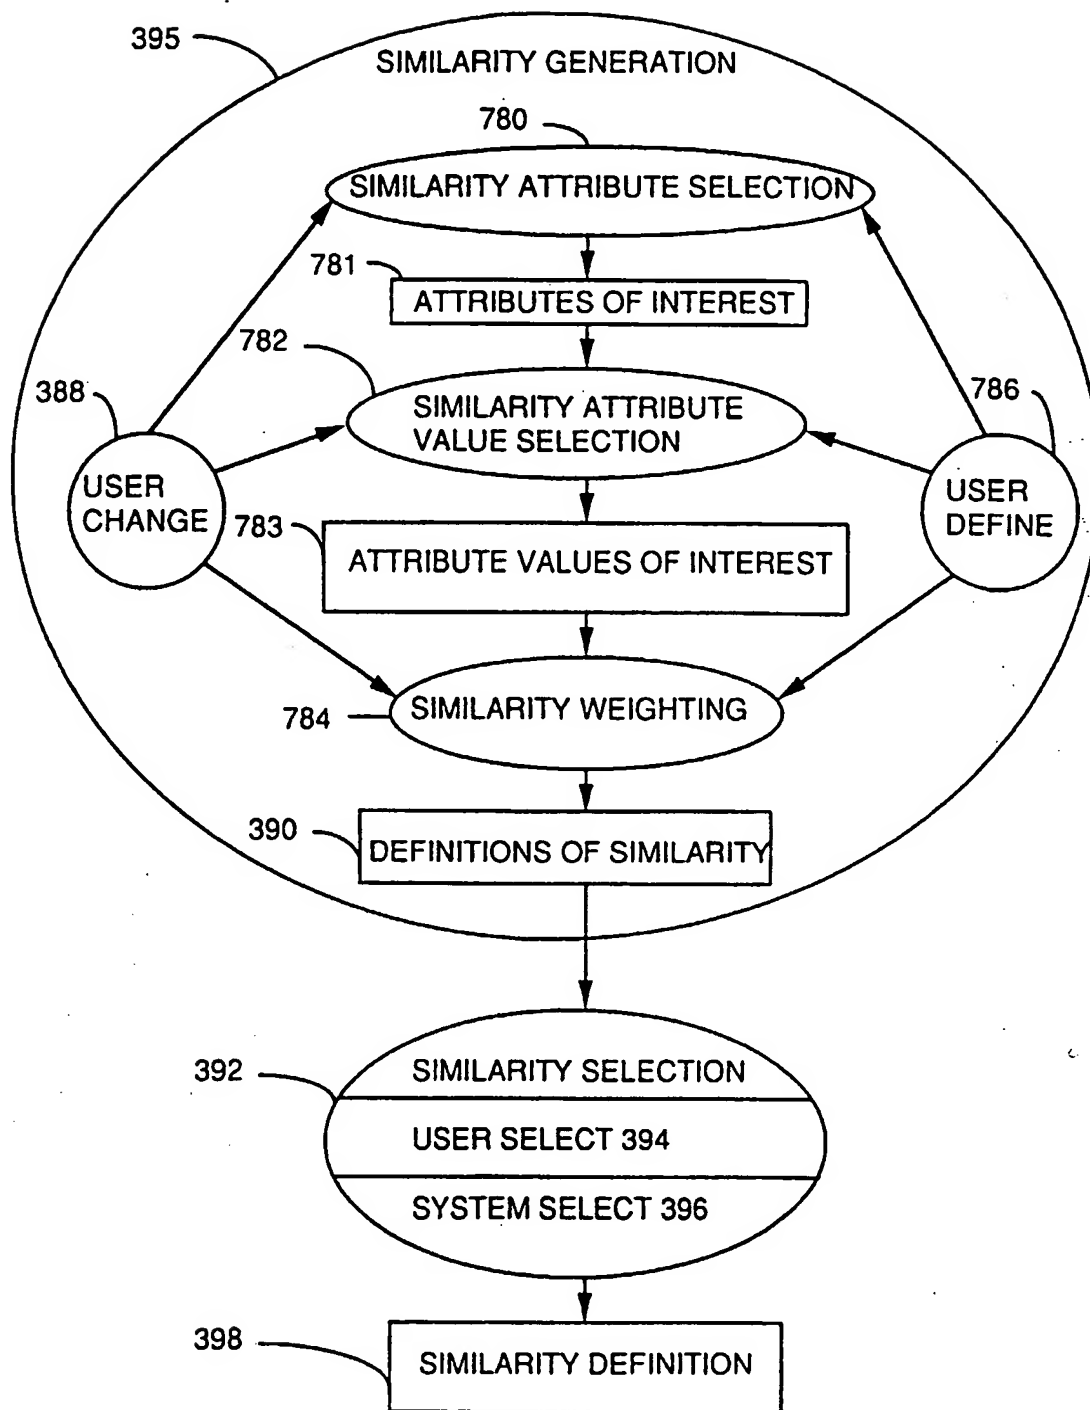 395
SIMILARITY GENERATION
780
SIMILARITY ATTRIBUTE SELECTION
781
ATTRIBUTES OF INTEREST
782
SIMILARITY ATTRIBUTE
VALUE SELECTION
388
USER
CHANGE
786
USER
DEFINE
783
ATTRIBUTE VALUES OF INTEREST
784
SIMILARITY WEIGHTING
390
DEFINITIONS OF SIMILARITY
392
SIMILARITY SELECTION
USER SELECT 394
SYSTEM SELECT 396
398
SIMILARITY DEFINITION